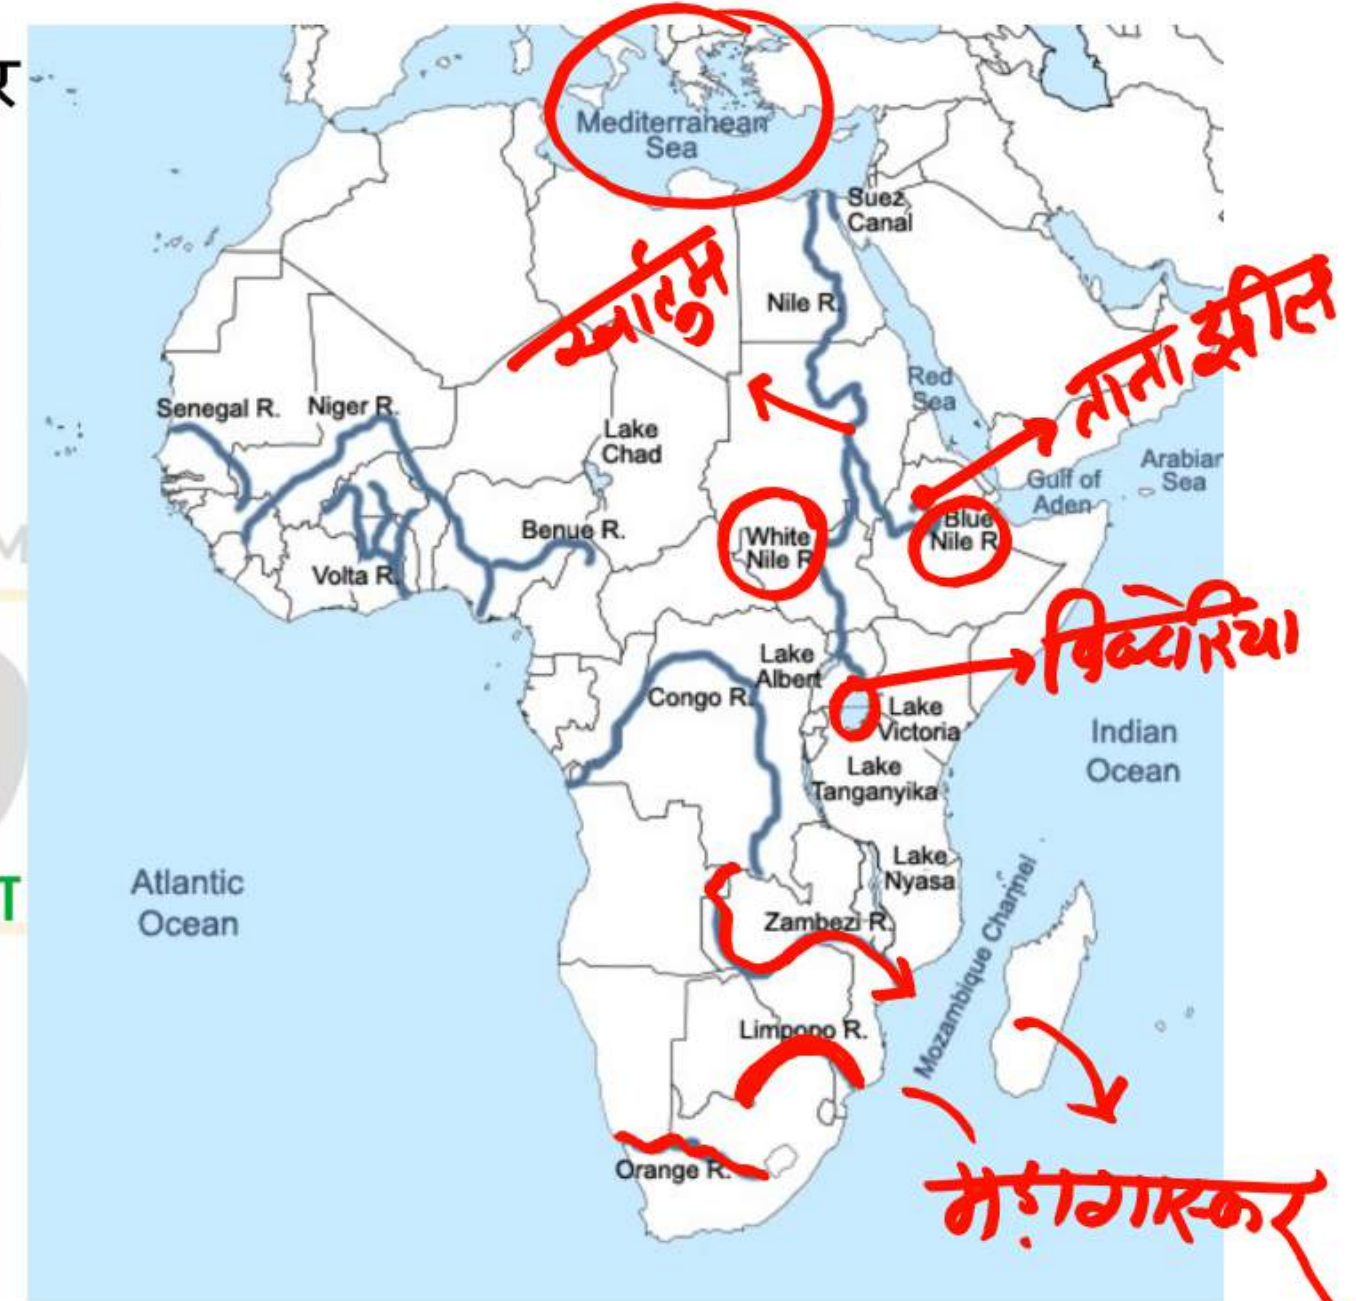 र
Mediterranean
Sea
Suez
Canal
खार्तुम
Nile R.
ताना झील
Red
Sea
Senegal R.
Niger R.
Lake
Chad
Arabian
Sea
Gulf of
Aden
Benue R.
White
Nile R
Blue
Nile R
M
Volta R.
विक्टोरिया
Lake
Albert
Congo R.
Lake
Victoria
Indian
Ocean
Lake
Tanganyika
Lake
Nyasa
Atlantic
Ocean
Zambezi R.
Mozambique Channel
Limpopo R.
Orange R.
मेडागास्कर